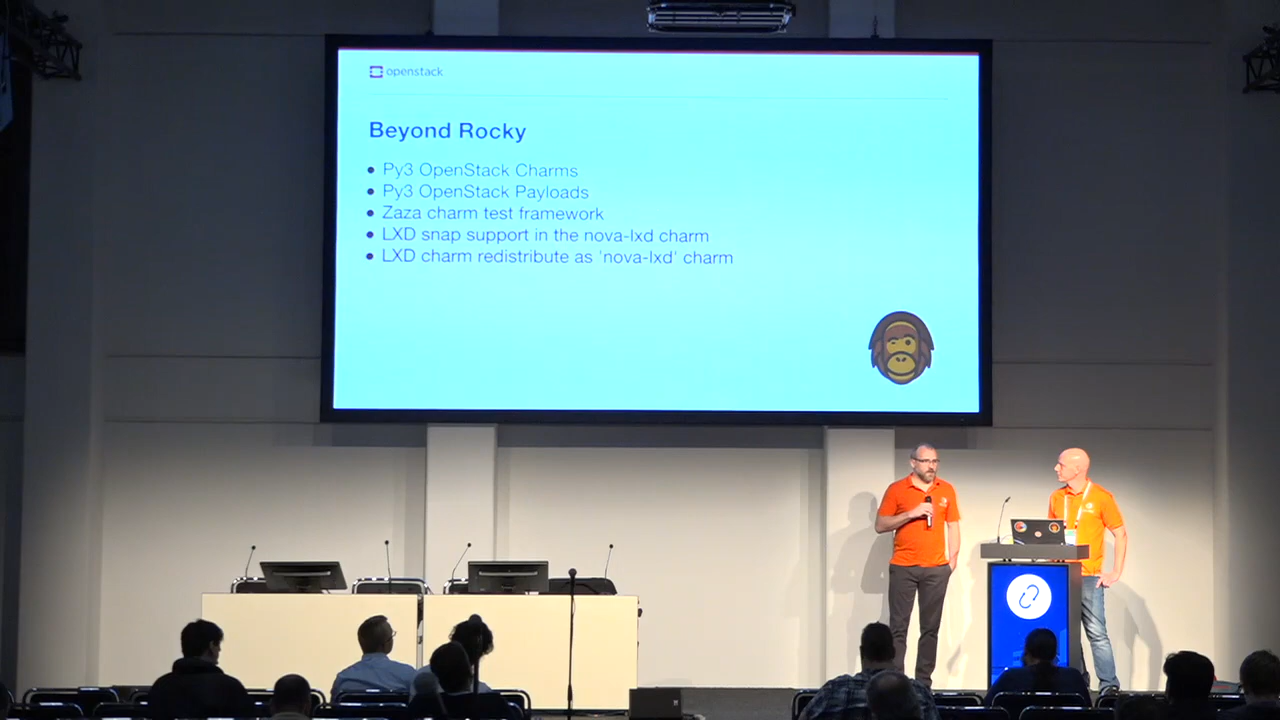 openstack
Beyond Rocky
Py3 OpenStack Charms
Py3 OpenStack Payloads
Zaza charm test framework
LXD snap support in the nova-lxd charm
LXD charm redistribute as 'nova-lxd' charm